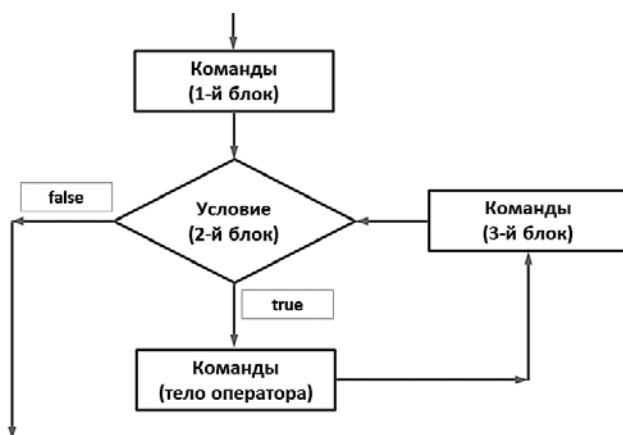 Команды
(1-й блок)
false
Условие
(2-й блок)
Команды
(3-й блок)
true
Команды
(тело оператора)